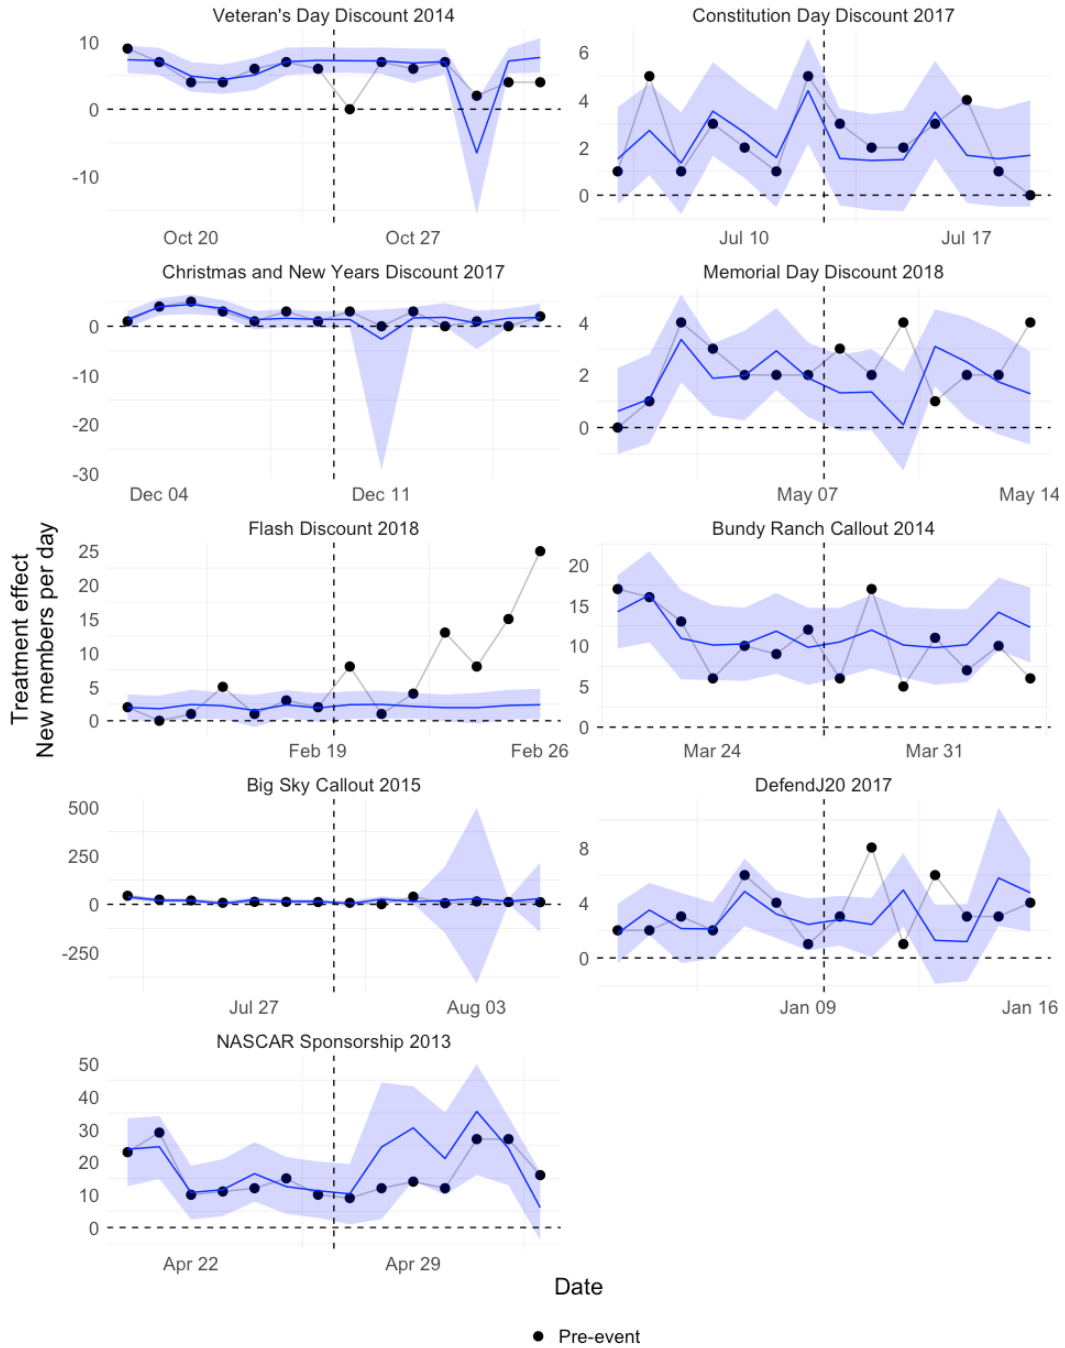 Veteran's Day Discount 2014
10
0
-10
Oct 20 Oct 27
Constitution Day Discount 2017
6
4
2
0
Jul 10 Jul 17
Christmas and New Years Discount 2017
0
-10
-20
-30
Dec 04 Dec 11
Memorial Day Discount 2018
4
2
0
May 07 May 14
Treatment effect
New members per day
Flash Discount 2018
25
20
15
10
5
0
Feb 19 Feb 26
Bundy Ranch Callout 2014
20
15
10
5
0
Mar 24 Mar 31
Big Sky Callout 2015
500
250
0
-250
Jul 27 Aug 03
DefendJ20 2017
8
4
0
Jan 09 Jan 16
NASCAR Sponsorship 2013
50
40
30
20
10
0
Apr 22 Apr 29
Date
Pre-event